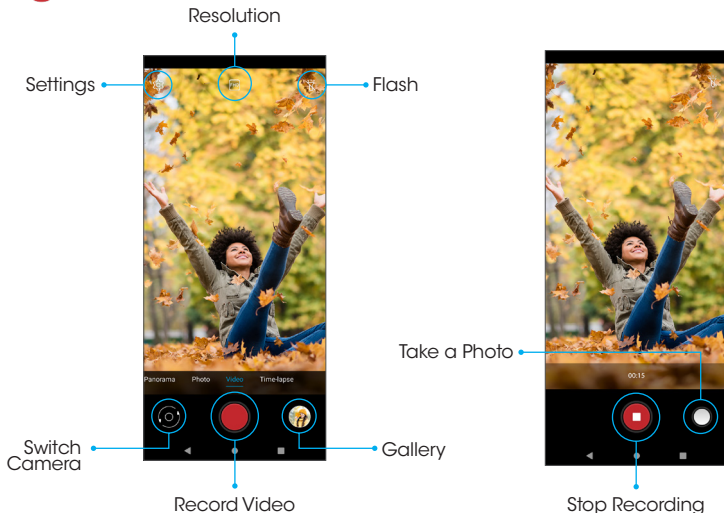 Resolution
Settings
Flash
Take a Photo
Panorama Photo Video Time-lapse
00:15
Switch
Camera
Gallery
Record Video
Stop Recording